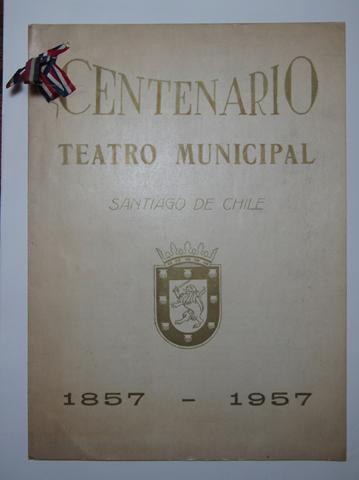 CENTENARIO
TEATRO MUNICIPAL
SANTIAGO DE CHILE
1857 - 1957